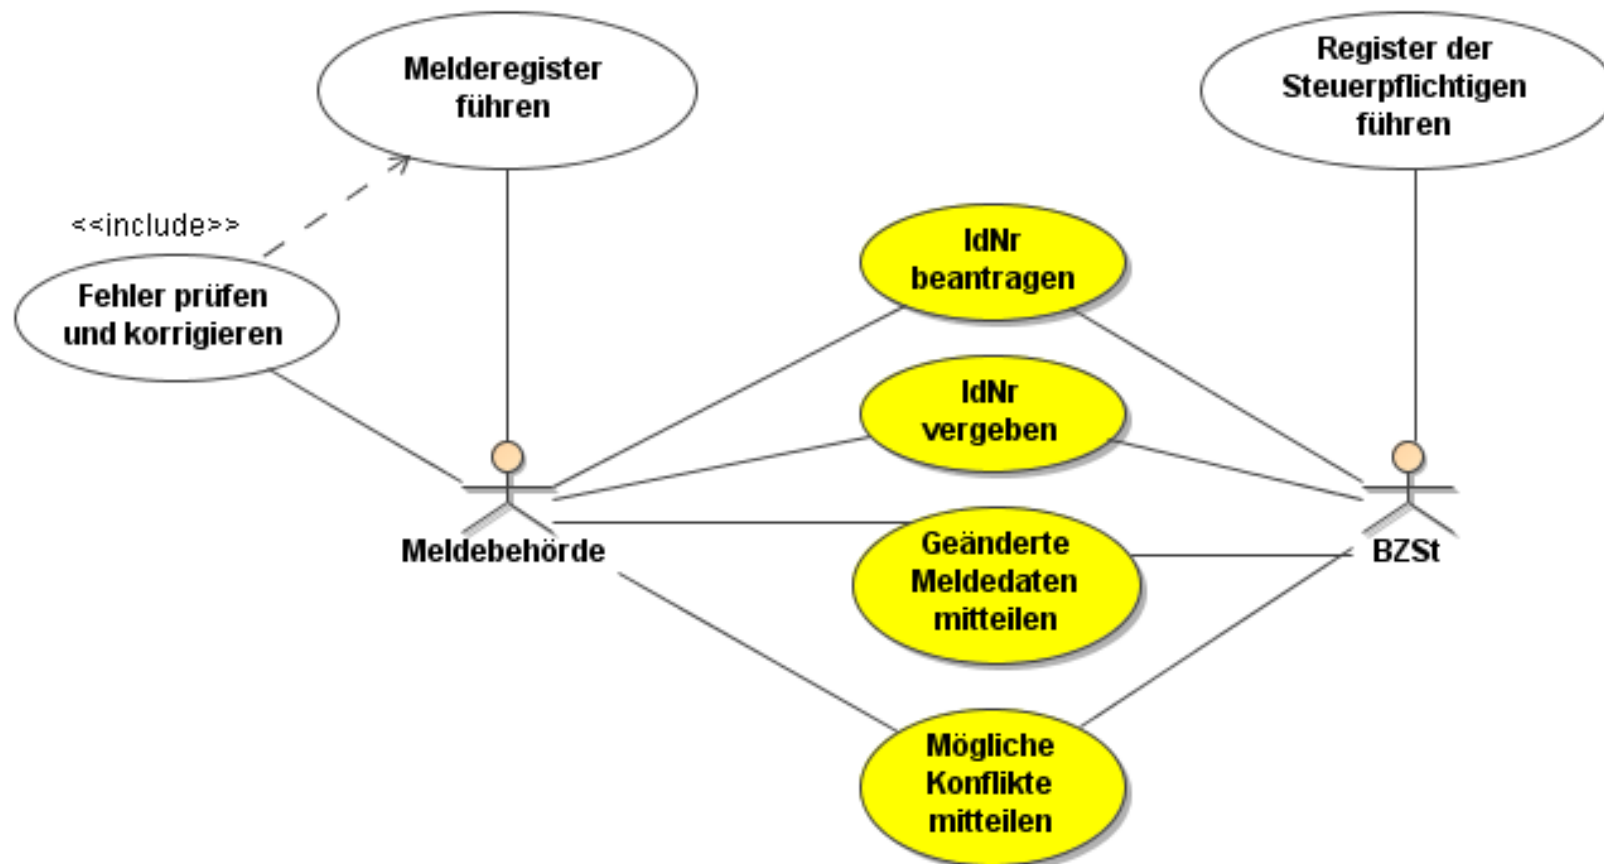 Melderegister
führen
Register der
Steuerpflichtigen
führen
<<include>>
Fehler prüfen
und korrigieren
IdNr
beantragen
IdNr
vergeben
Meldebehörde
BZSt
Geänderte
Meldedaten
mitteilen
Mögliche
Konflikte
mitteilen